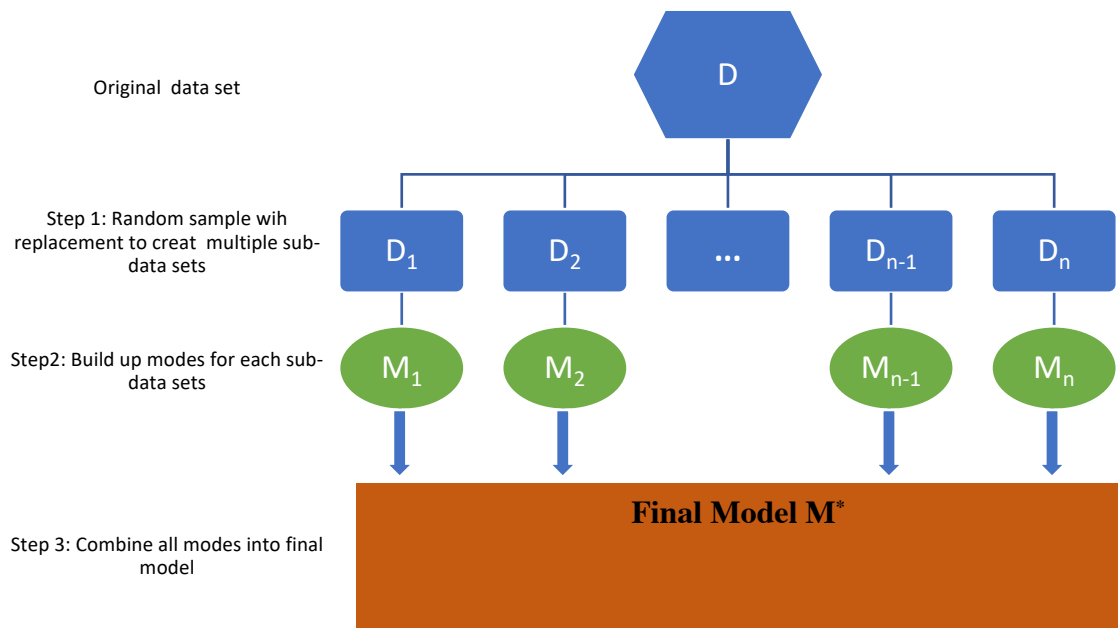 Original data set
D
Step 1: Random sample wih
replacement to creat multiple sub-
data sets
D1
D2
...
Dn-1
Dn
Step2: Build up modes for each sub-
data sets
M1
M2
Mn-1
Mn
Final Model M*
Step 3: Combine all modes into final
model